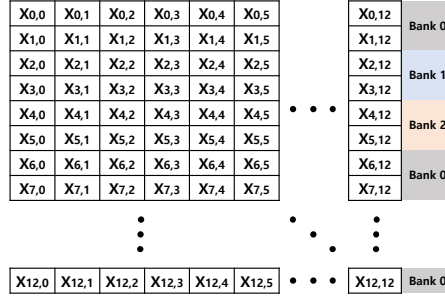 X0,0 X0,1 X0,2 X0,3 X0,4 X0,5 X0,12 Bank 0
X1,0 X1,1 X1,2 X1,3 X1,4 X1,5 X1,12
X2,0 X2,1 X2,2 X2,3 X2,4 X2,5 X2,12 Bank 1
X3,0 X3,1 X3,2 X3,3 X3,4 X3,5 X3,12
X4,0 X4,1 X4,2 X4,3 X4,4 X4,5 • • • X4,12 Bank 2
X5,0 X5,1 X5,2 X5,3 X5,4 X5,5 X5,12
X6,0 X6,1 X6,2 X6,3 X6,4 X6,5 X6,12 Bank 0
X7,0 X7,1 X7,2 X7,3 X7,4 X7,5 X7,12
X12,0 X12,1 X12,2 X12,3 X12,4 X12,5 • • • X12,12 Bank 0